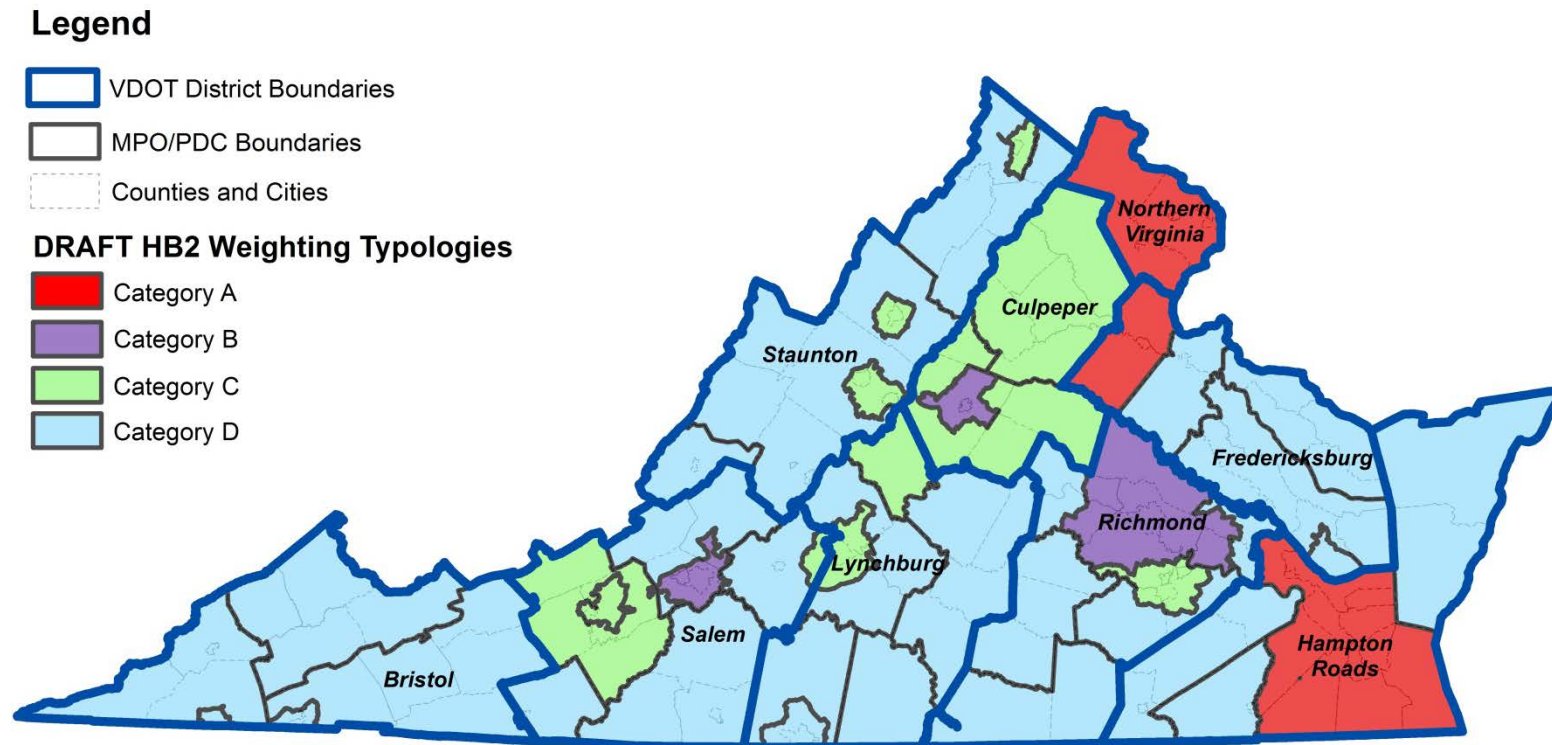 Legend
VDOT District Boundaries
MPO/PDC Boundaries
Counties and Cities
DRAFT HB2 Weighting Typologies
Category A
Category B
Category C
Category D
Northern
Virginia
Culpeper
Staunton
Fredericksburg
Richmond
Lynchburg
Salem
Hampton
Roads
Bristol